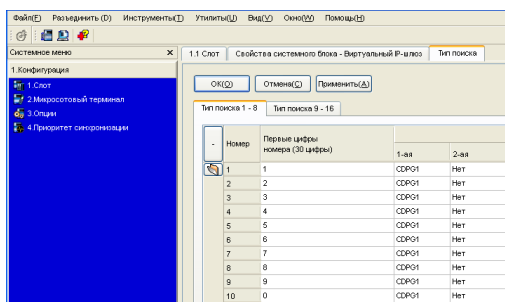 Файл(F) Разъединить (D) Инструменты(T) Утилиты(U) Вид(V) Окно(W) Помощь(H)
Системное меню X
1.Конфигурация
1.Слот
2.Микросотовый терминал
3.Опции
4.Приоритет синхронизации
1.1 Слот Свойства системного блока - Виртуальный IP-шлюз Тип поиска
OK(O) Отмена(C) Применить(A)
Тип поиска 1 - 8 Тип поиска 9 - 16
- Номер Первые цифры номера (30 цифры) 1-ая 2-ая
1 1 CDPG1 Нет
2 2 CDPG1 Нет
3 3 CDPG1 Нет
4 4 CDPG1 Нет
5 5 CDPG1 Нет
6 6 CDPG1 Нет
7 7 CDPG1 Нет
8 8 CDPG1 Нет
9 9 CDPG1 Нет
10 0 CDPG1 Нет